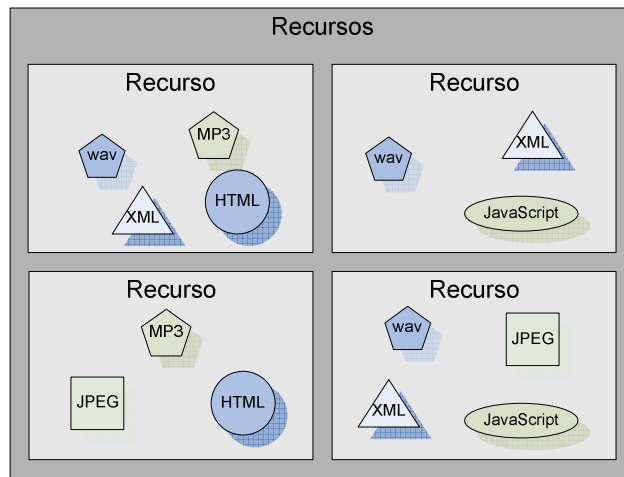 Recursos
Recurso
MP3
wav
HTML
XML
Recurso
XML
wav
JavaScript
Recurso
MP3
JPEG
HTML
Recurso
wav
JPEG
XML
JavaScript